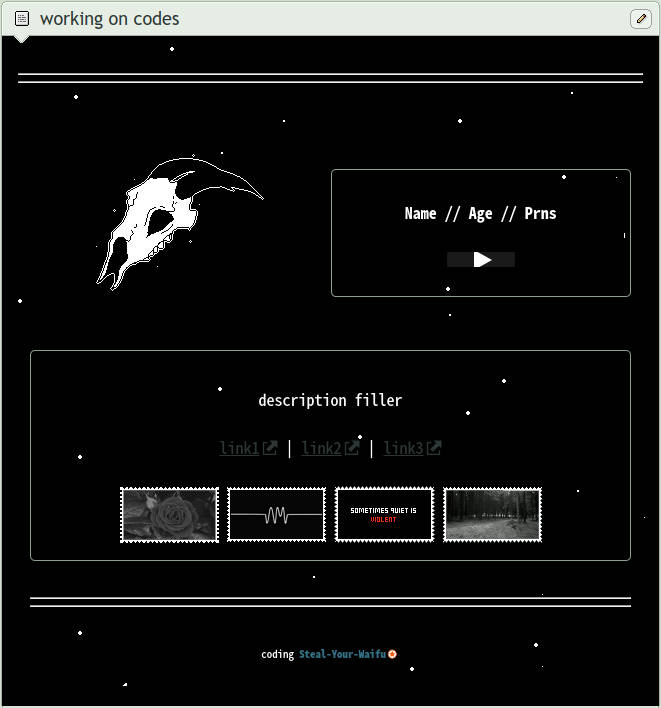 working on codes
Name // Age // Prns
description filler
link1 | link2 | link3
SOMETIMES QUIET IS
VIOLENT
coding Steal-Your-Waifu